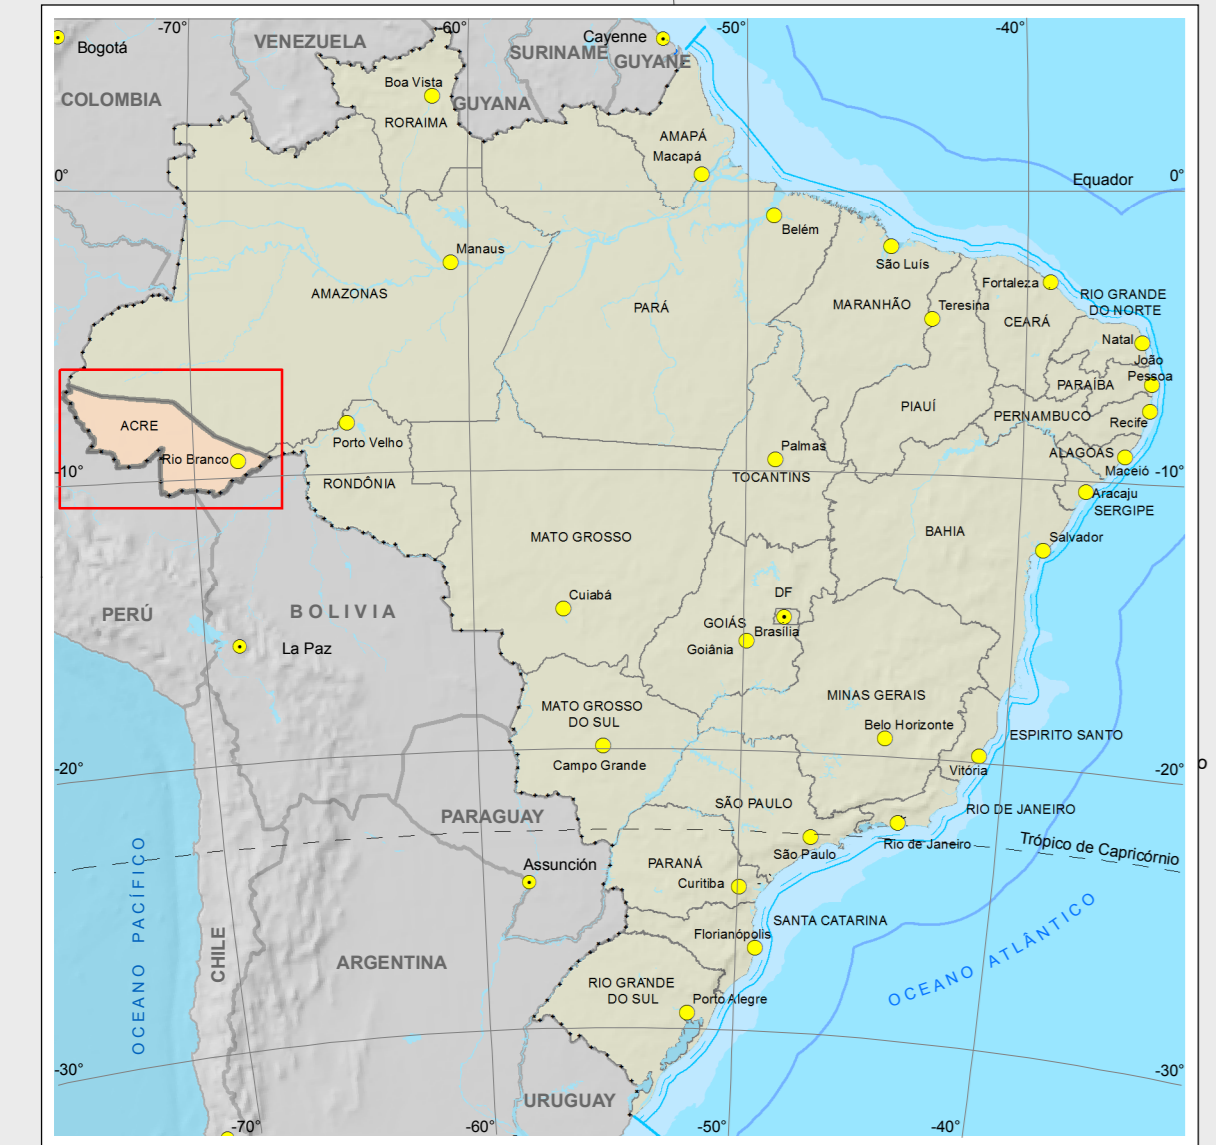 -70°
-60°
-50°
-40°
Bogotá
VENEZUELA
SURINAME
Cayenne
GUYANE
COLOMBIA
Boa Vista
GUYANA
RORAIMA
AMAPÁ
Macapá
0°
Equador
0°
Belém
Manaus
São Luís
AMAZONAS
PARÁ
MARANHÃO
Teresina
Fortaleza
CEARÁ
RIO GRANDE
DO NORTE
Natal
João
Pessoa
PARAÍBA
PIAUÍ
PERNAMBUCO
Recife
ACRE
Rio Branco
Porto Velho
Palmas
TOCANTINS
ALAGOAS
Maceió
-10°
-10°
RONDÔNIA
Aracaju
SERGIPE
MATO GROSSO
BAHIA
Salvador
Cuiabá
DF
GOIÁS
Brasília
Goiânia
PERÚ
BOLIVIA
La Paz
MINAS GERAIS
MATO GROSSO
DO SUL
Belo Horizonte
ESPIRITO SANTO
Campo Grande
Vitória
-20°
-20°
o
SÃO PAULO
RIO DE JANEIRO
PARAGUAY
São Paulo
Rio de Janeiro
Trópico de Capricórnio
Assunción
PARANÁ
Curitiba
OCEANO PACÍFICO
CHILE
SANTA CATARINA
Florianópolis
OCEANO ATLÂNTICO
ARGENTINA
RIO GRANDE
DO SUL
Porto Alegre
-30°
-30°
URUGUAY
-70°
-60°
-50°
-40°